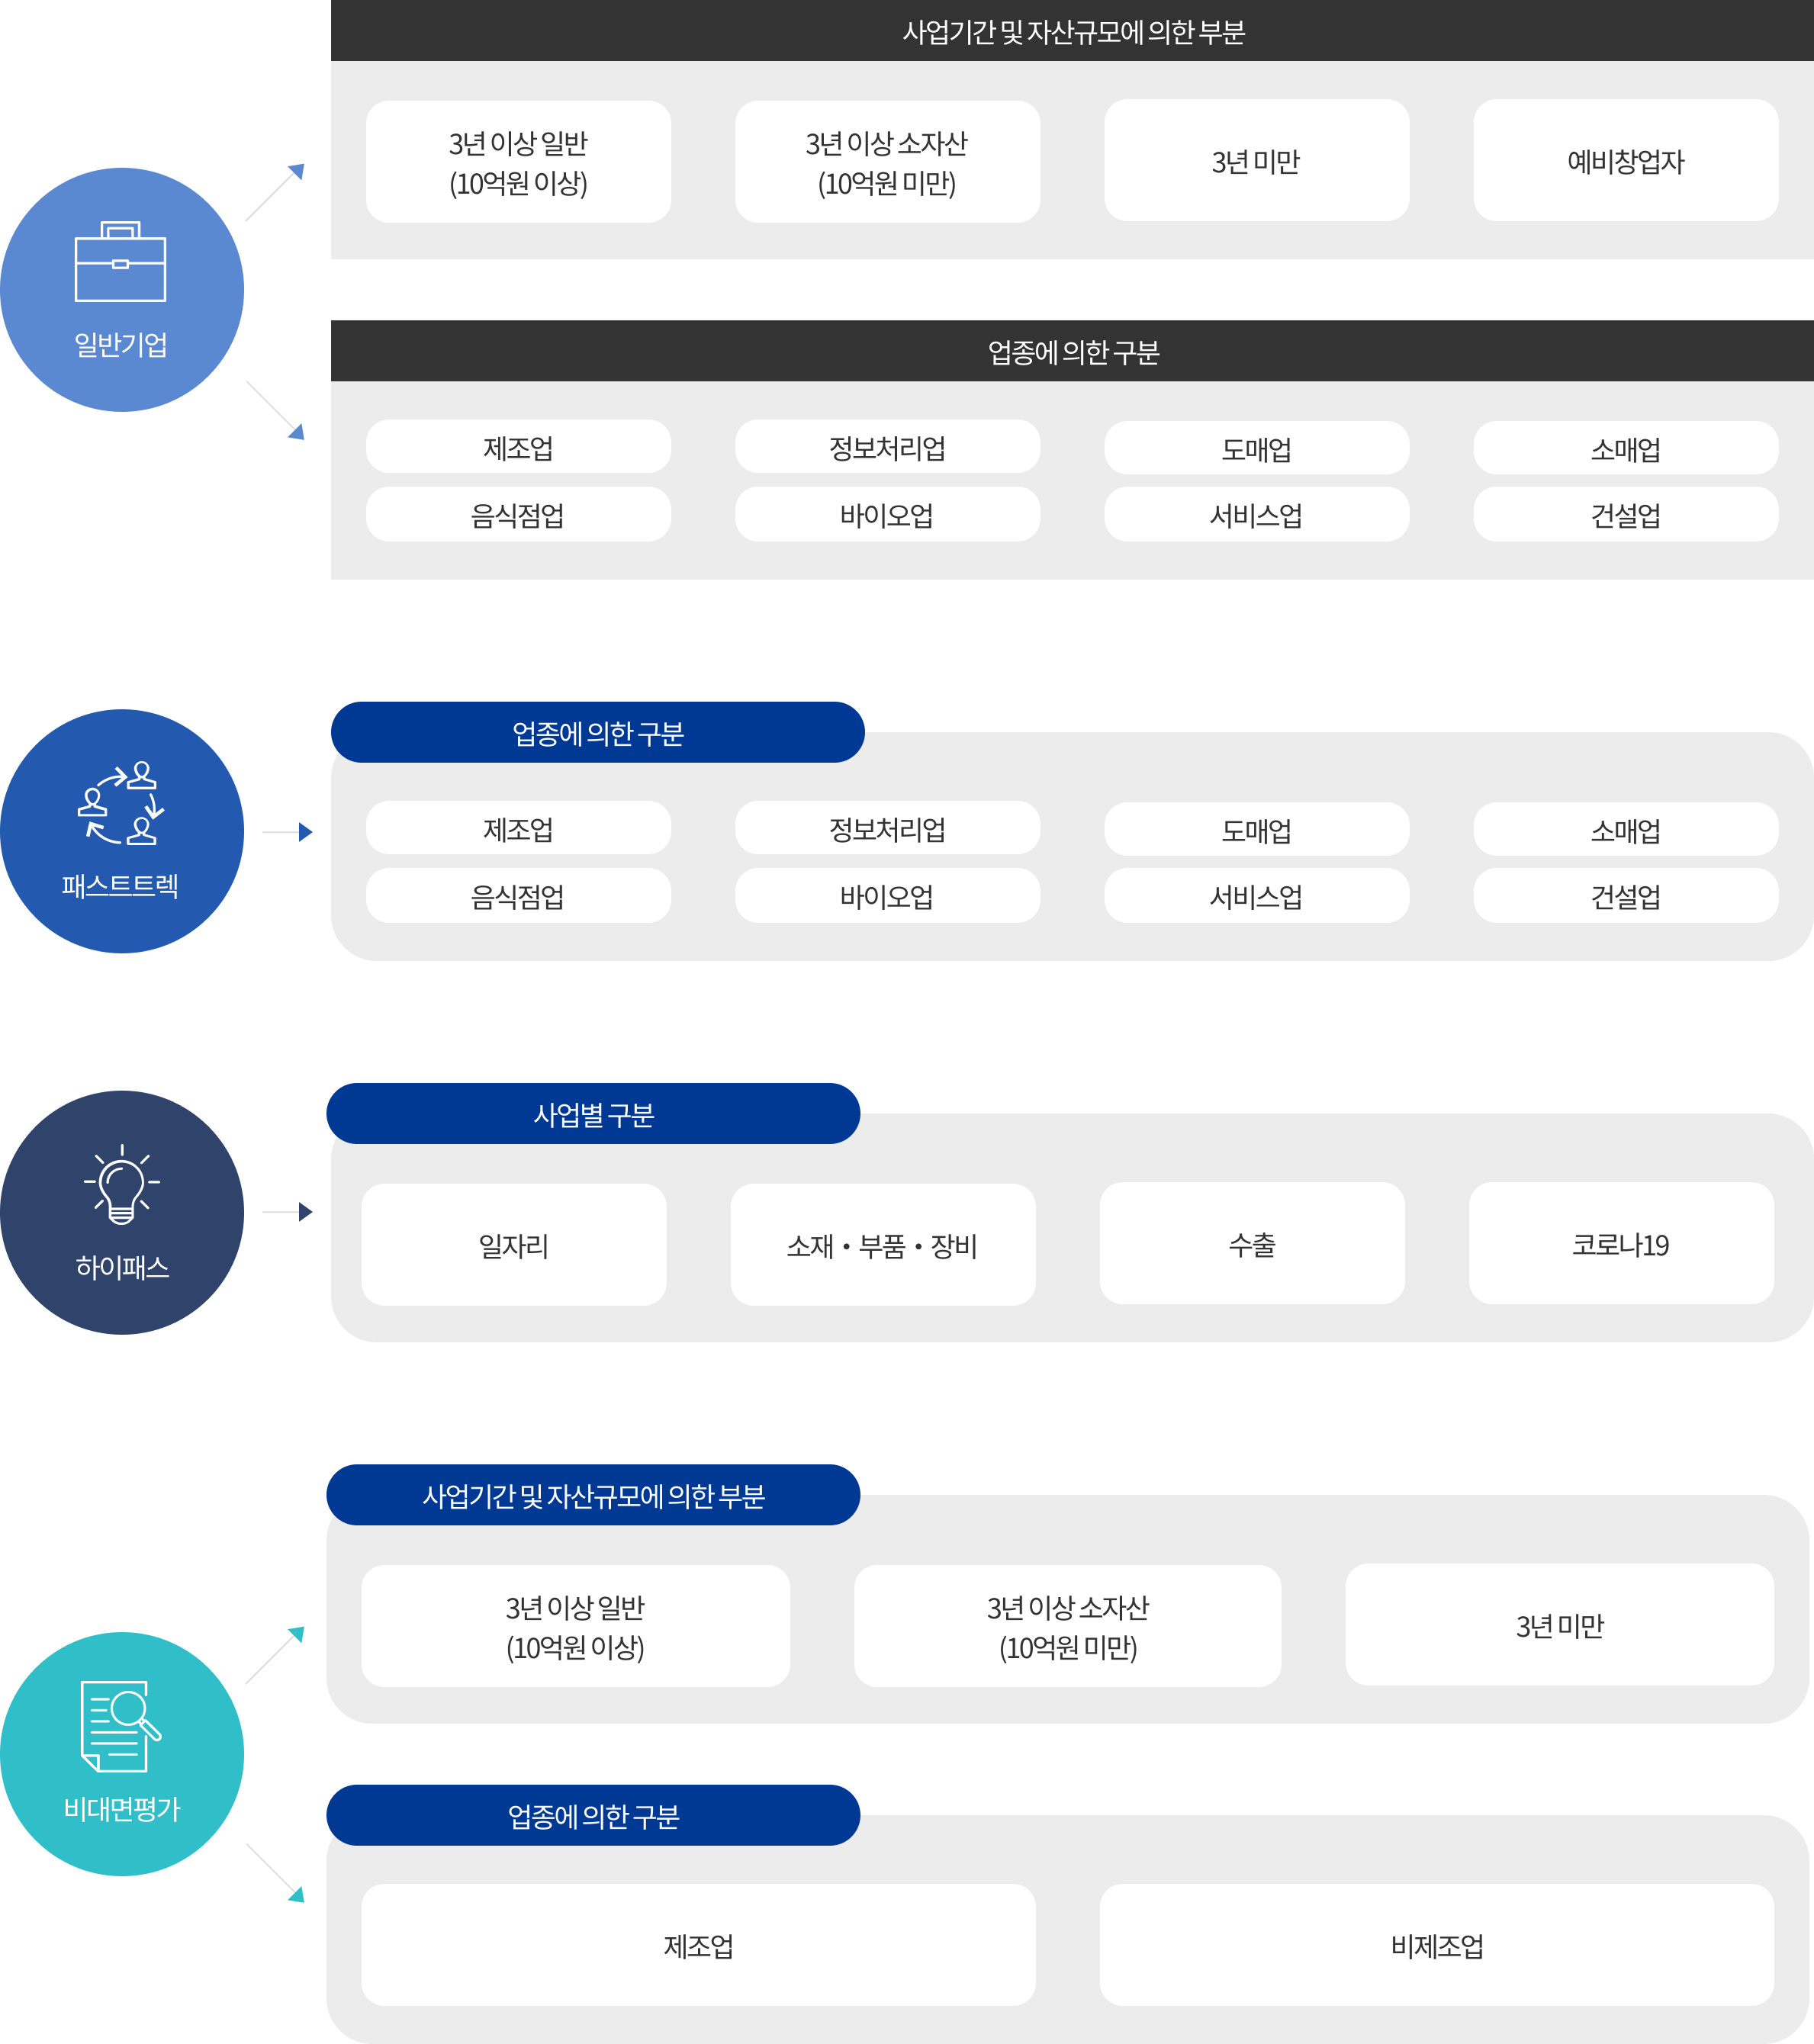 일반기업
사업기간 및 자산규모에 의한 부분
3년 이상 일반
(10억원 이상)
3년 이상 소자산
(10억원 미만)
3년 미만
예비창업자
업종에 의한 구분
제조업
정보처리업
도매업
소매업
음식점업
바이오업
서비스업
건설업
패스트트렉
업종에 의한 구분
제조업
정보처리업
도매업
소매업
음식점업
바이오업
서비스업
건설업
하이패스
사업별 구분
일자리
소재・부품・장비
수출
코로나19
비대면평가
사업기간 및 자산규모에 의한 부분
3년 이상 일반
(10억원 이상)
3년 이상 소자산
(10억원 미만)
3년 미만
업종에 의한 구분
제조업
비제조업